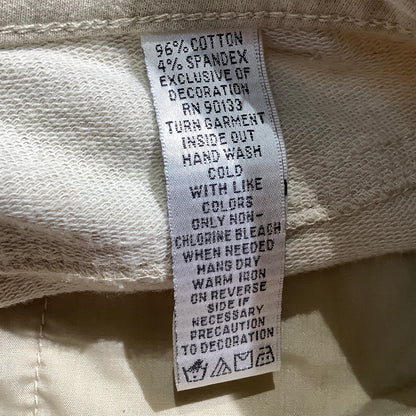 96% COTTON
4% SPANDEX
EXCLUSIVE OF
DECORATION
RN 90133
TURN GARMENT
INSIDE OUT
HAND WASH
COLD
WITH LIKE
COLORS
ONLY NON-
CHLORINE BLEACH
WHEN NEEDED
HANG DRY
WARM IRON
ON REVERSE
SIDE IF
NECESSARY
PRECAUTION
TO DECORATION